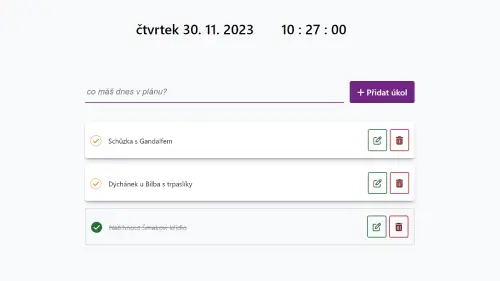 čtvrtek 30. 11. 2023 10 : 27 : 00
co máš dnes v plánu?
+ Přidat úkol
Schůzka s Gandalfem
Dýchánek u Bilba s trpaslíky
Natrhnout Šmakovi křídlo